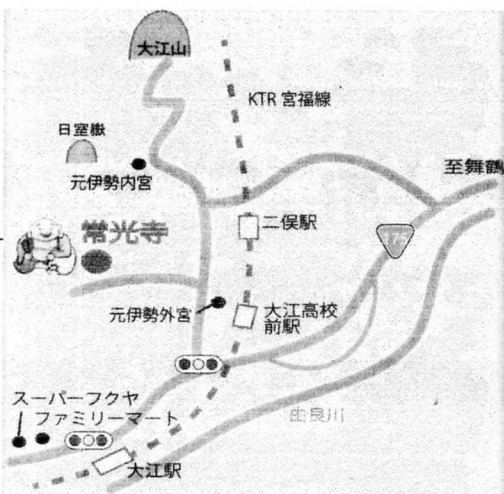 大江山
KTR 宮福線
日室嶽
至舞鶴
元伊勢内宮
二俣駅
常光寺
175
元伊勢外宮
大江高校
前駅
スーパーフクヤ
ファミリーマート
由良川
大江駅